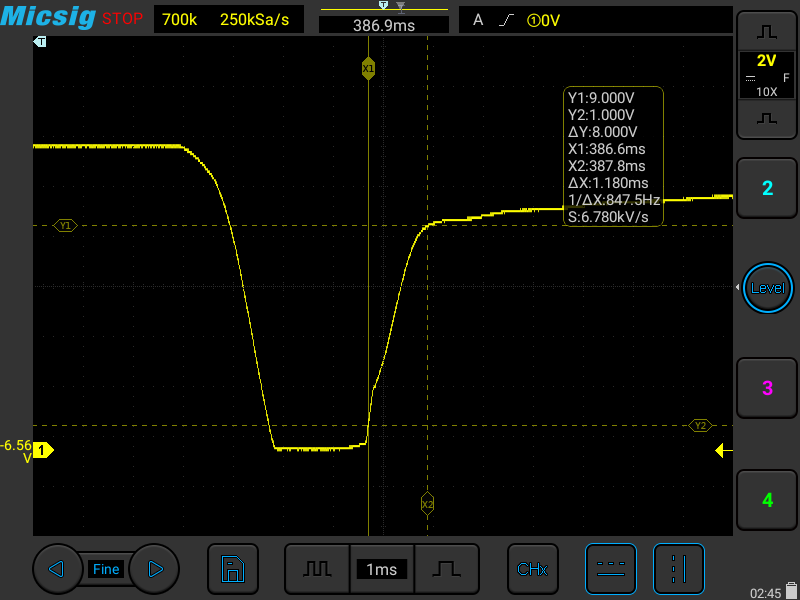 Micsig STOP
700k 250kSa/s
T
386.9ms
A ①0V
T
X1
2V
F
10X
Y1:9.000V
Y2:1.000V
ΔY:8.000V
X1:386.6ms
X2:387.8ms
ΔX:1.180ms
1/ΔX:847.5Hz
S:6.780kV/s
2
Y1
Level
3
Y2
-6.56
V
1
X2
4
Fine
1ms
CHx
02:45